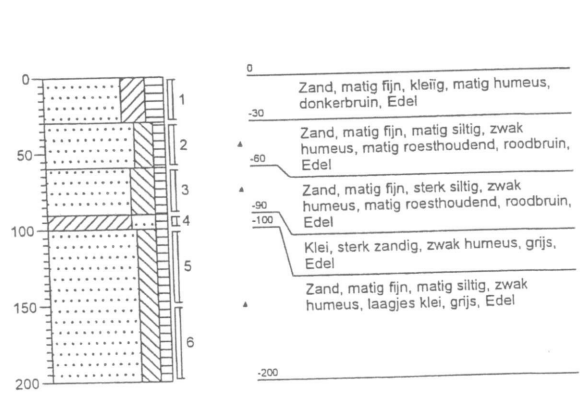 0
50
100
150
200
1
2
3
4
5
6
0
Zand, matig fijn, kleiïg, matig humeus,
donkerbruin, Edel
-30
Zand, matig fijn, matig siltig, zwak
humeus, matig roesthoudend, roodbruin,
Edel
-60
Zand, matig fijn, sterk siltig, zwak
humeus, matig roesthoudend, roodbruin,
Edel
-90
-100
Klei, sterk zandig, zwak humeus, grijs,
Edel
Zand, matig fijn, matig siltig, zwak
humeus, laagjes klei, grijs, Edel
-200